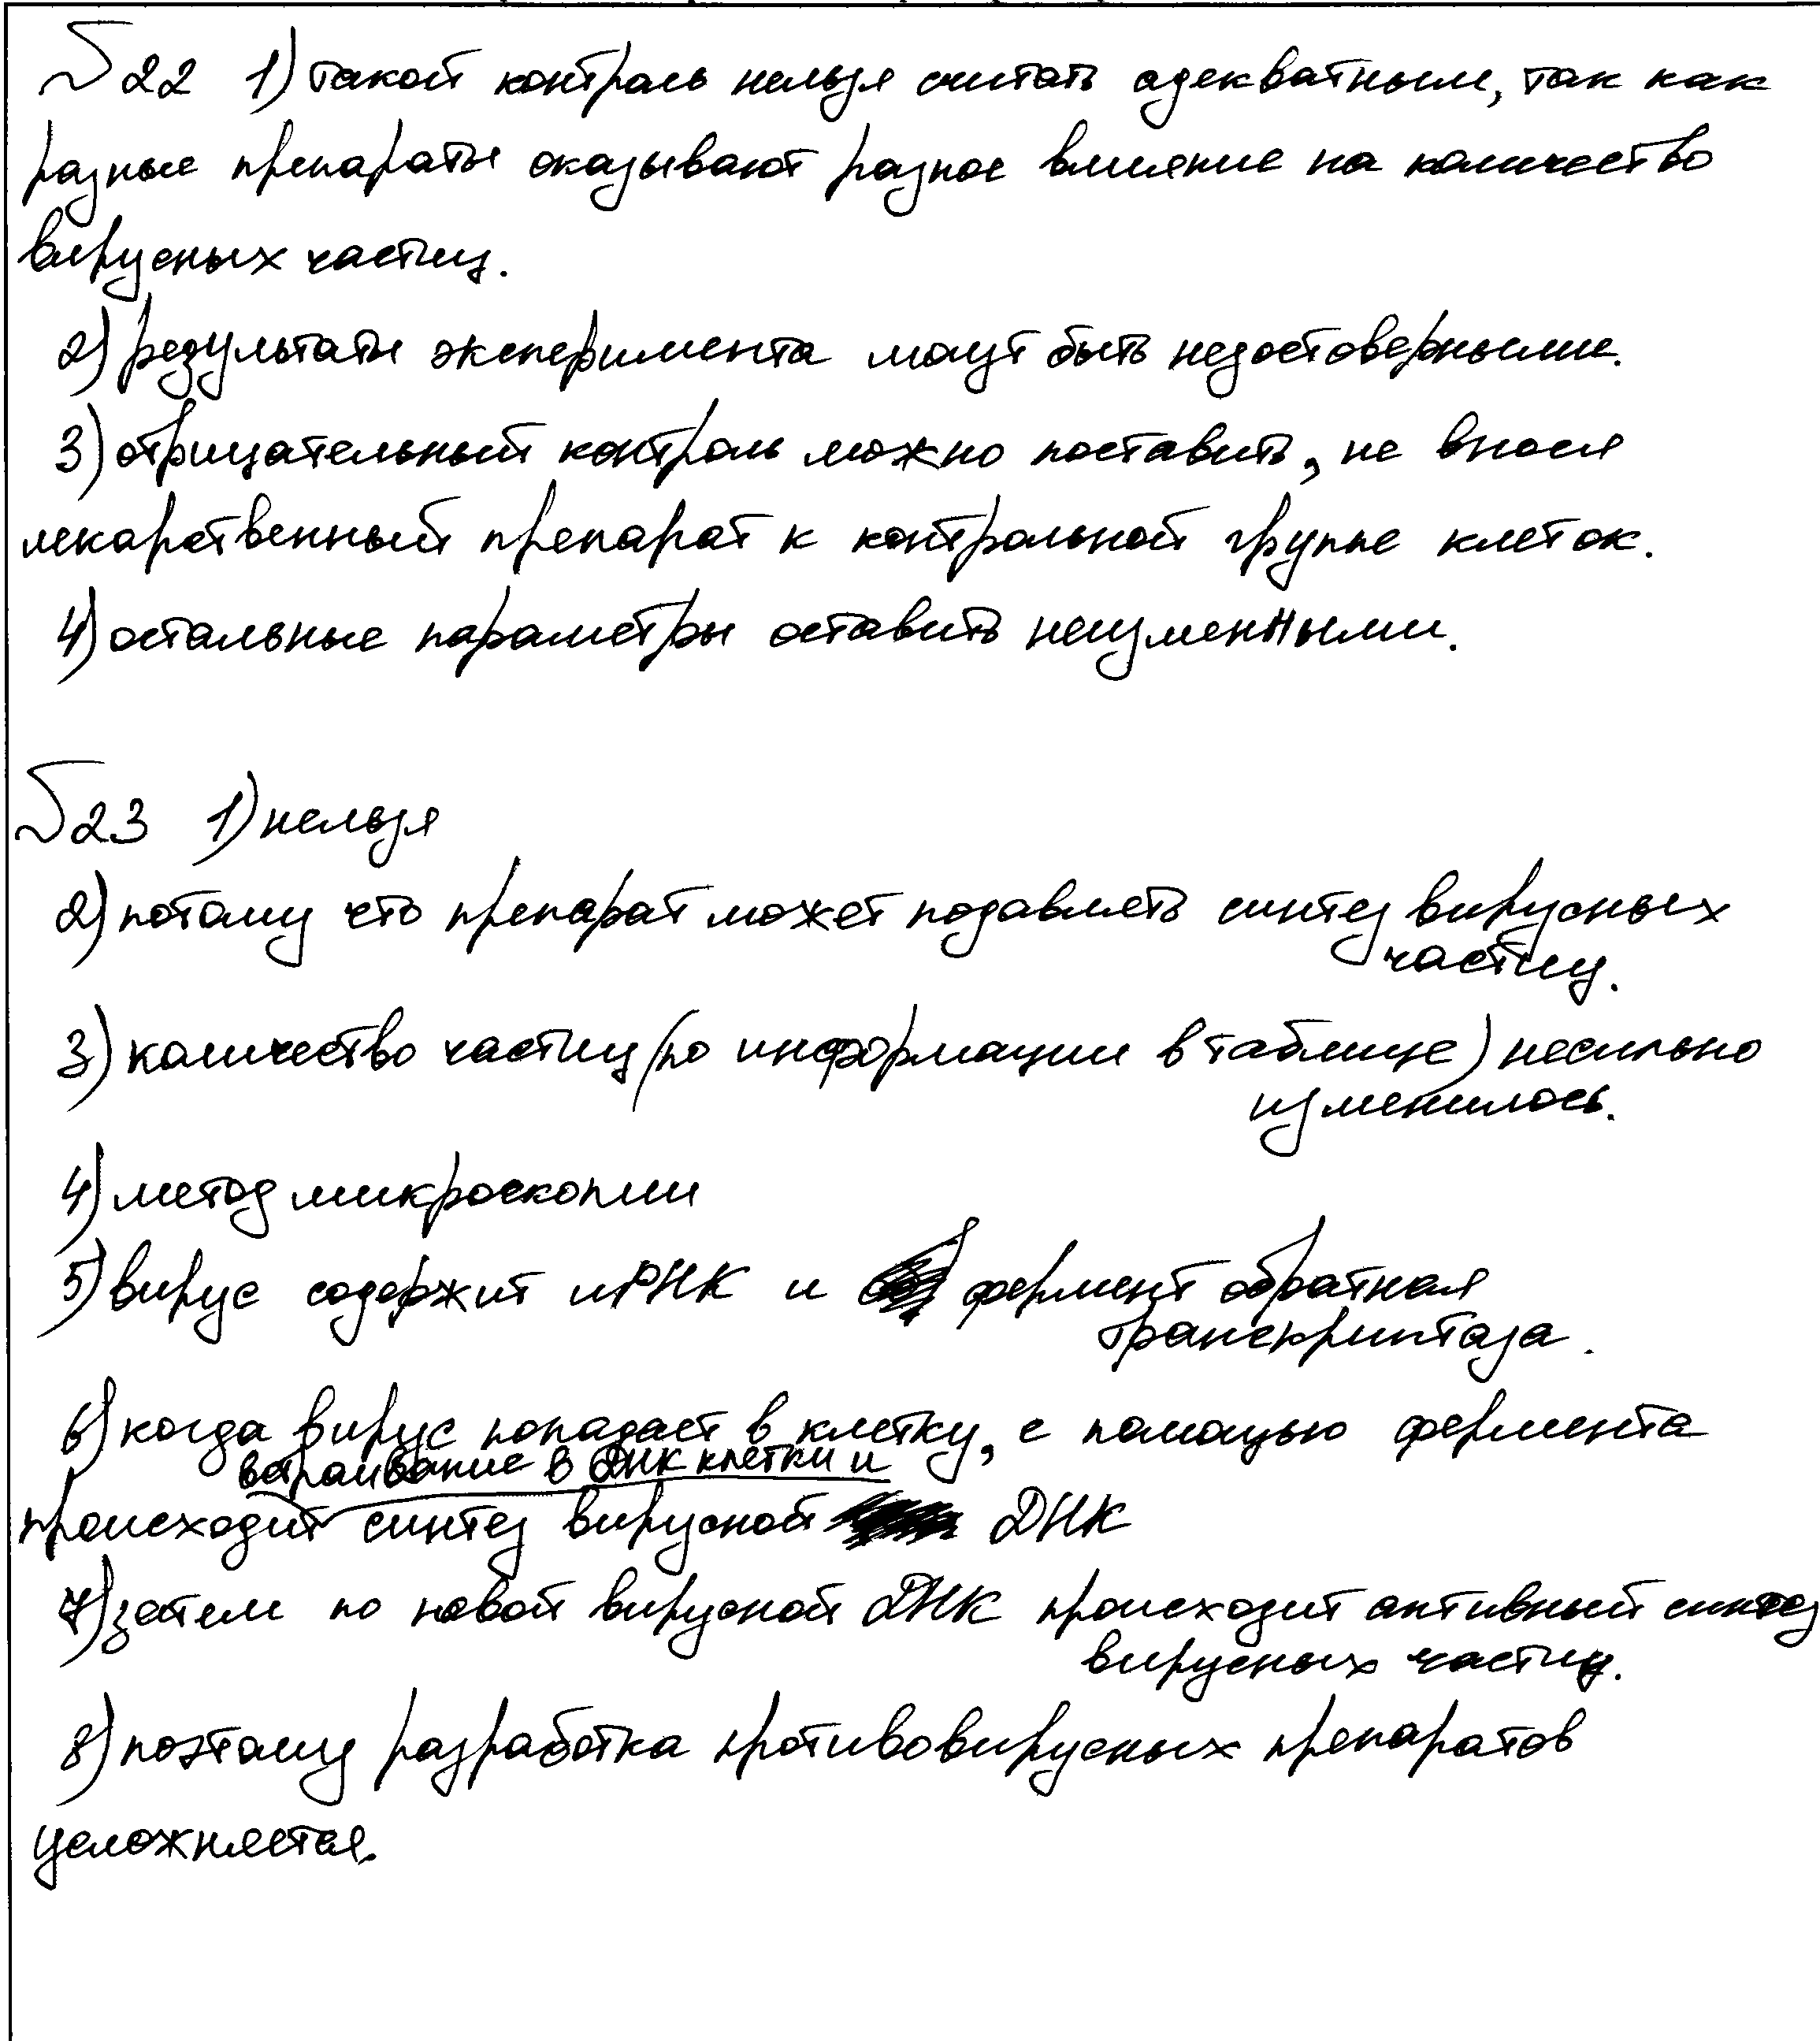 №22 1) такой контроль нельзя считать адекватным, так как
разные препараты оказывают разное влияние на количество
вирусных частиц.
2) результаты эксперимента могут быть недостоверными.
3) отрицательный контроль можно поставить, не внося
лекарственный препарат к контрольной группе клеток.
4) остальные параметры оставить неизменными.
№23 1) нельзя
2) потому что препарат может подавлять синтез вирусных
частиц.
3) количество частиц (по информации в таблице) несильно
изменилось.
4) метод микроскопии
5) вирус содержит иРНК и фермент обратная
транскриптаза.
6) когда вирус попадает в клетку, с помощью фермента
встраивание в ДНК клетки и
происходит синтез вирусной ДНК
7) затем по новой вирусной ДНК происходит активный синтез
вирусных частиц.
8) поэтому разработка противовирусных препаратов
усложняется.